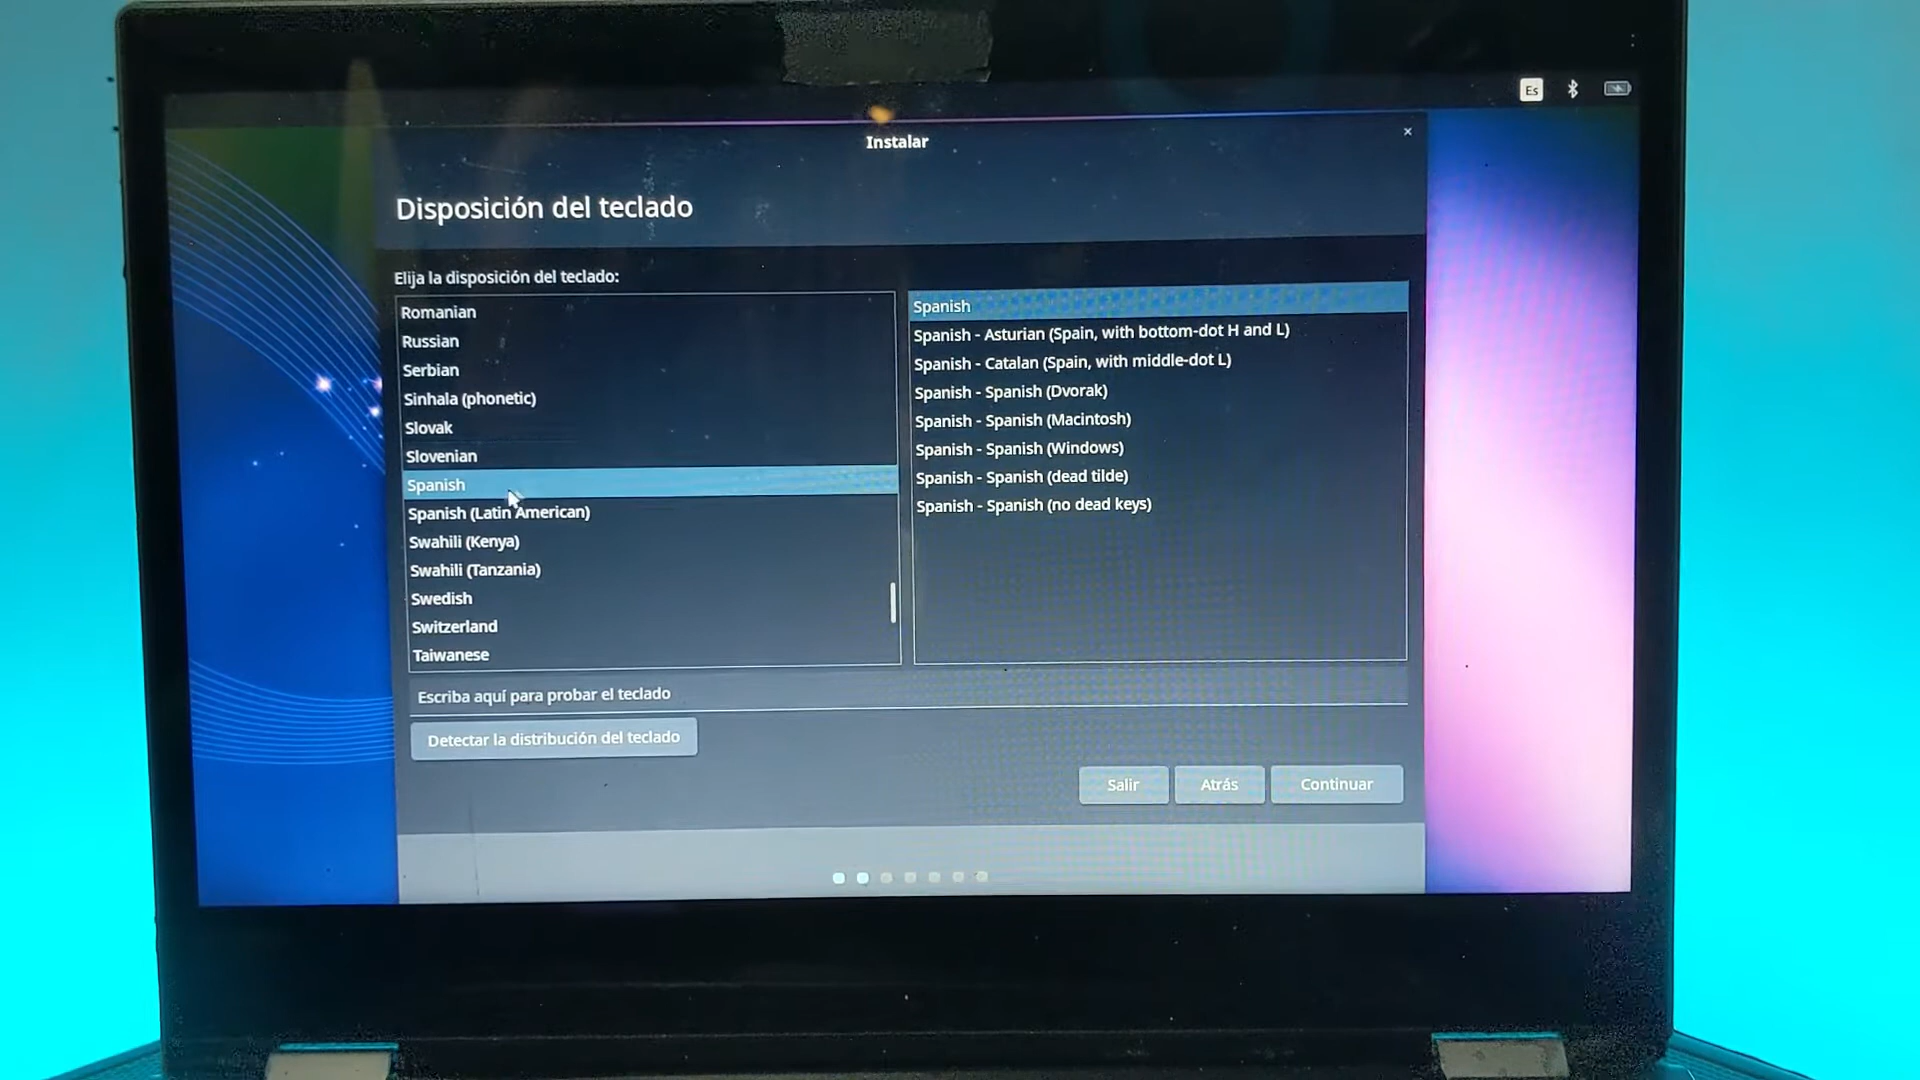 Es
Instalar
Disposición del teclado
Elija la disposición del teclado:
Romanian
Russian
Serbian
Sinhala (phonetic)
Slovak
Slovenian
Spanish
Spanish (Latin American)
Swahili (Kenya)
Swahili (Tanzania)
Swedish
Switzerland
Taiwanese
Spanish
Spanish - Asturian (Spain, with bottom-dot H and L)
Spanish - Catalan (Spain, with middle-dot L)
Spanish - Spanish (Dvorak)
Spanish - Spanish (Macintosh)
Spanish - Spanish (Windows)
Spanish - Spanish (dead tilde)
Spanish - Spanish (no dead keys)
Escriba aquí para probar el teclado
Detectar la distribución del teclado
Salir
Atrás
Continuar